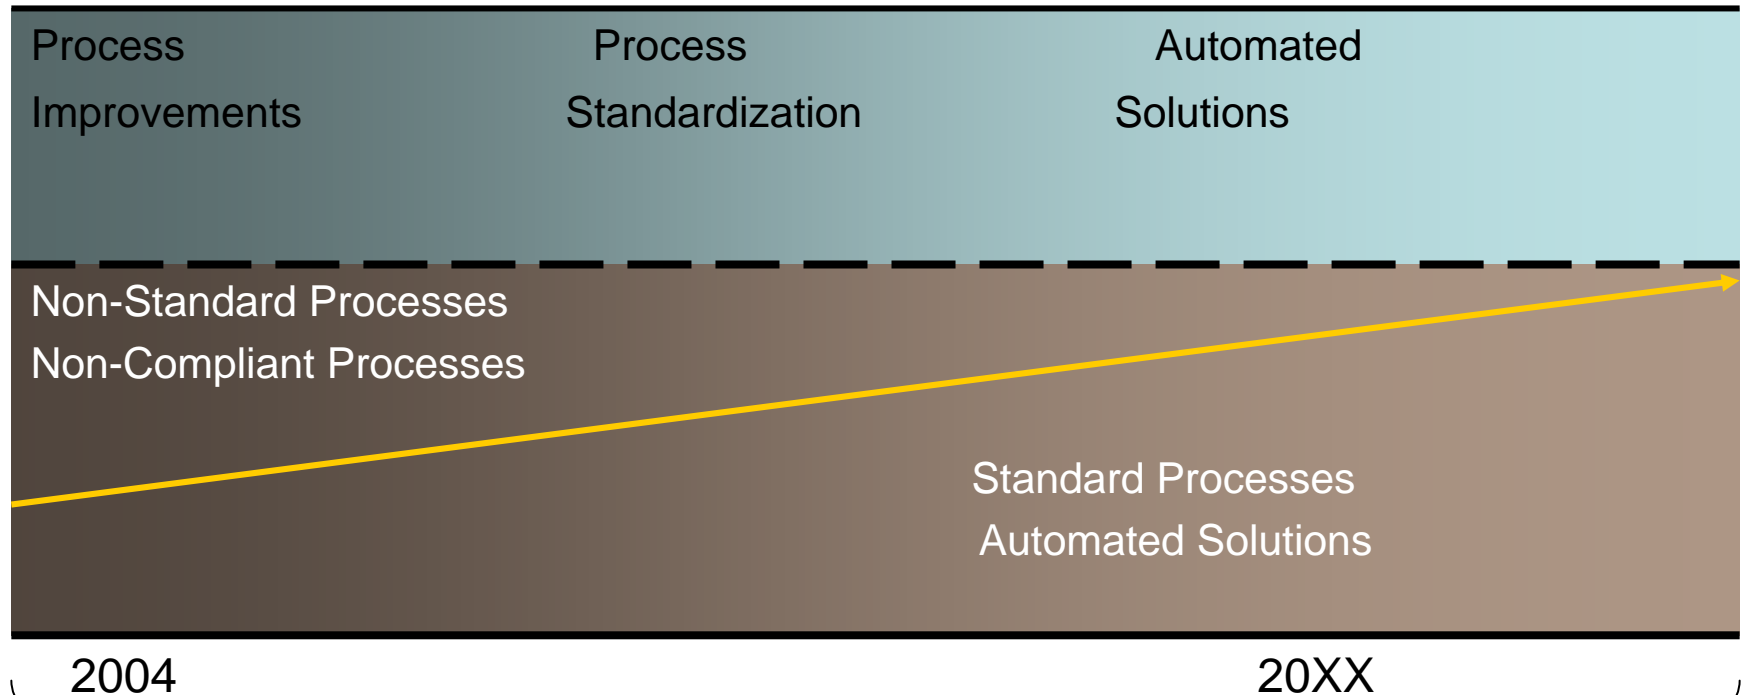 Process Process Automated
Improvements Standardization Solutions
Non-Standard Processes
Non-Compliant Processes
Standard Processes
Automated Solutions
2004 20XX